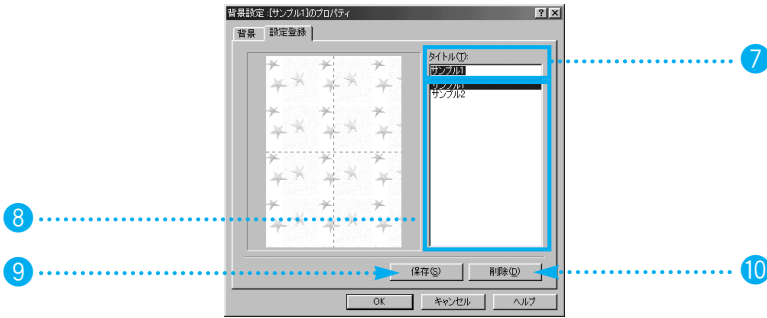 背景設定 :[サンプル1]のプロパティ
背景 設定登録
タイトル(T):
サンプル1
サンプル1
サンプル2
7
8
9
保存(S) 削除(D)
10
OK キャンセル ヘルプ